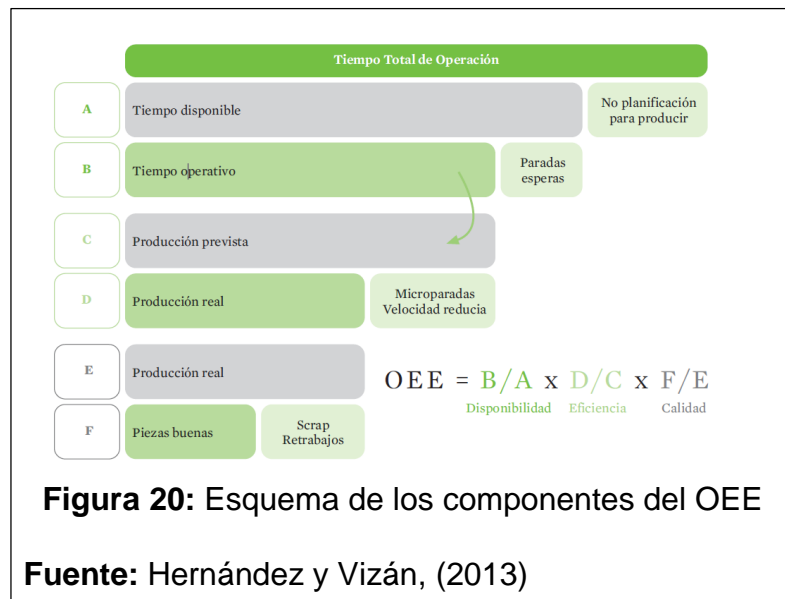 Tiempo Total de Operación
A
Tiempo disponible
No planificación
para producir
B
Tiempo operativo
Paradas
esperas
C
Producción prevista
D
Producción real
Microparadas
Velocidad reducia
E
Producción real
OEE = B/A x D/C x F/E
Disponibilidad Eficiencia Calidad
F
Piezas buenas
Scrap
Retrabajos
Figura 20: Esquema de los componentes del OEE
Fuente: Hernández y Vizán, (2013)